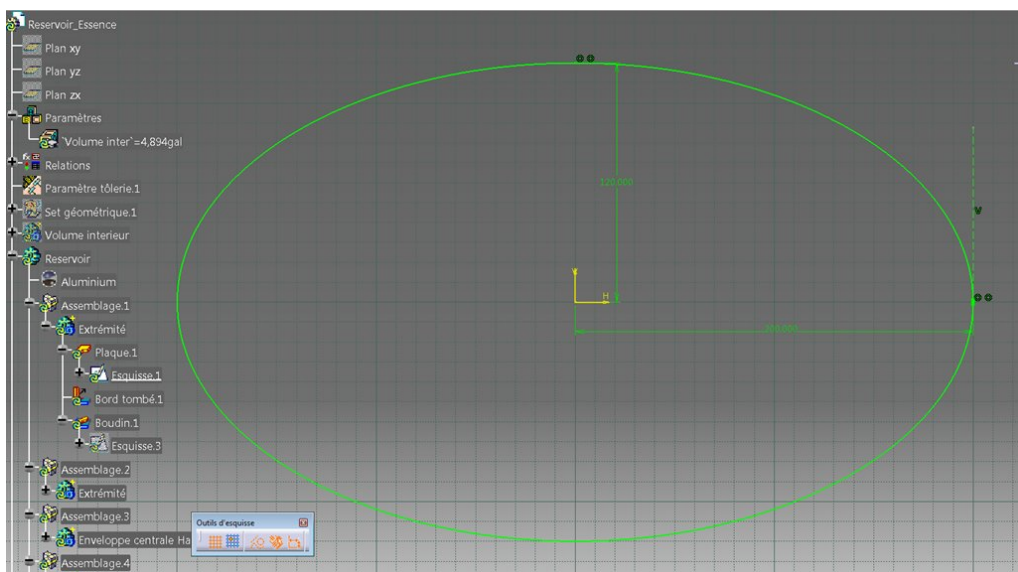 Reservoir_Essence
Plan xy
Plan yz
Plan zx
Paramètres
`Volume inter`=4,894gal
Relations
Paramètre tôlerie.1
Set géométrique.1
Volume interieur
Reservoir
Aluminium
Assemblage.1
Extrémité
Plaque.1
Esquisse.1
Bord tombé.1
Boudin.1
Esquisse.3
Assemblage.2
Extrémité
Assemblage.3
Enveloppe centrale Ha
Assemblage.4
Outils d'esquisse
120.000
V
H
V